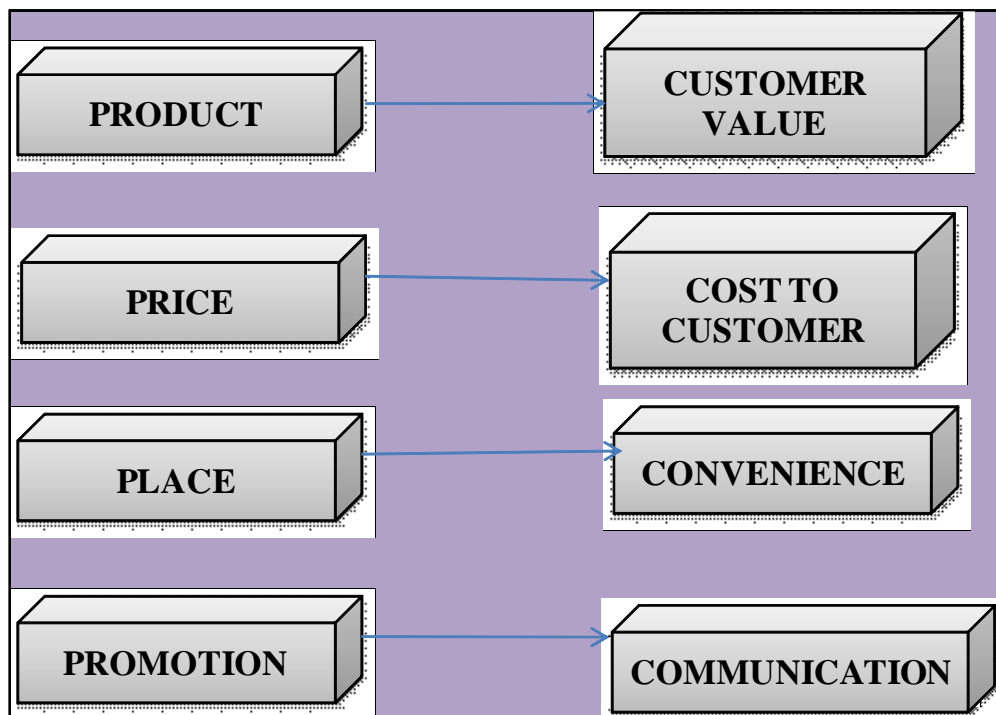 PRODUCT
CUSTOMER
VALUE
PRICE
COST TO
CUSTOMER
PLACE
CONVENIENCE
PROMOTION
COMMUNICATION